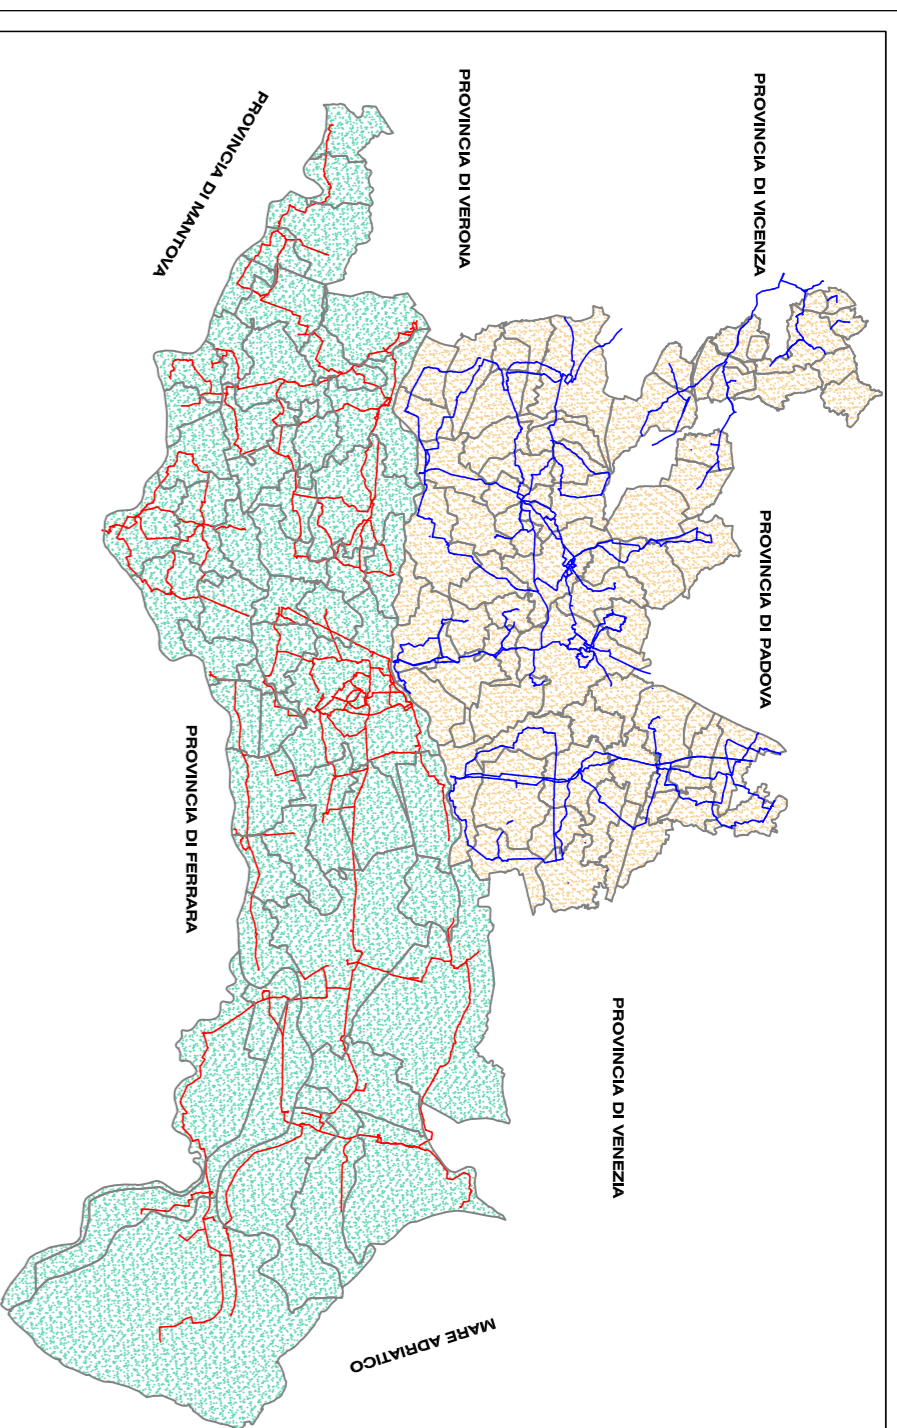 PROVINCIA DI VICENZA
PROVINCIA DI VERONA
PROVINCIA DI MANTOVA
PROVINCIA DI PADOVA
PROVINCIA DI FERRARA
PROVINCIA DI VENEZIA
MARE ADRIATICO